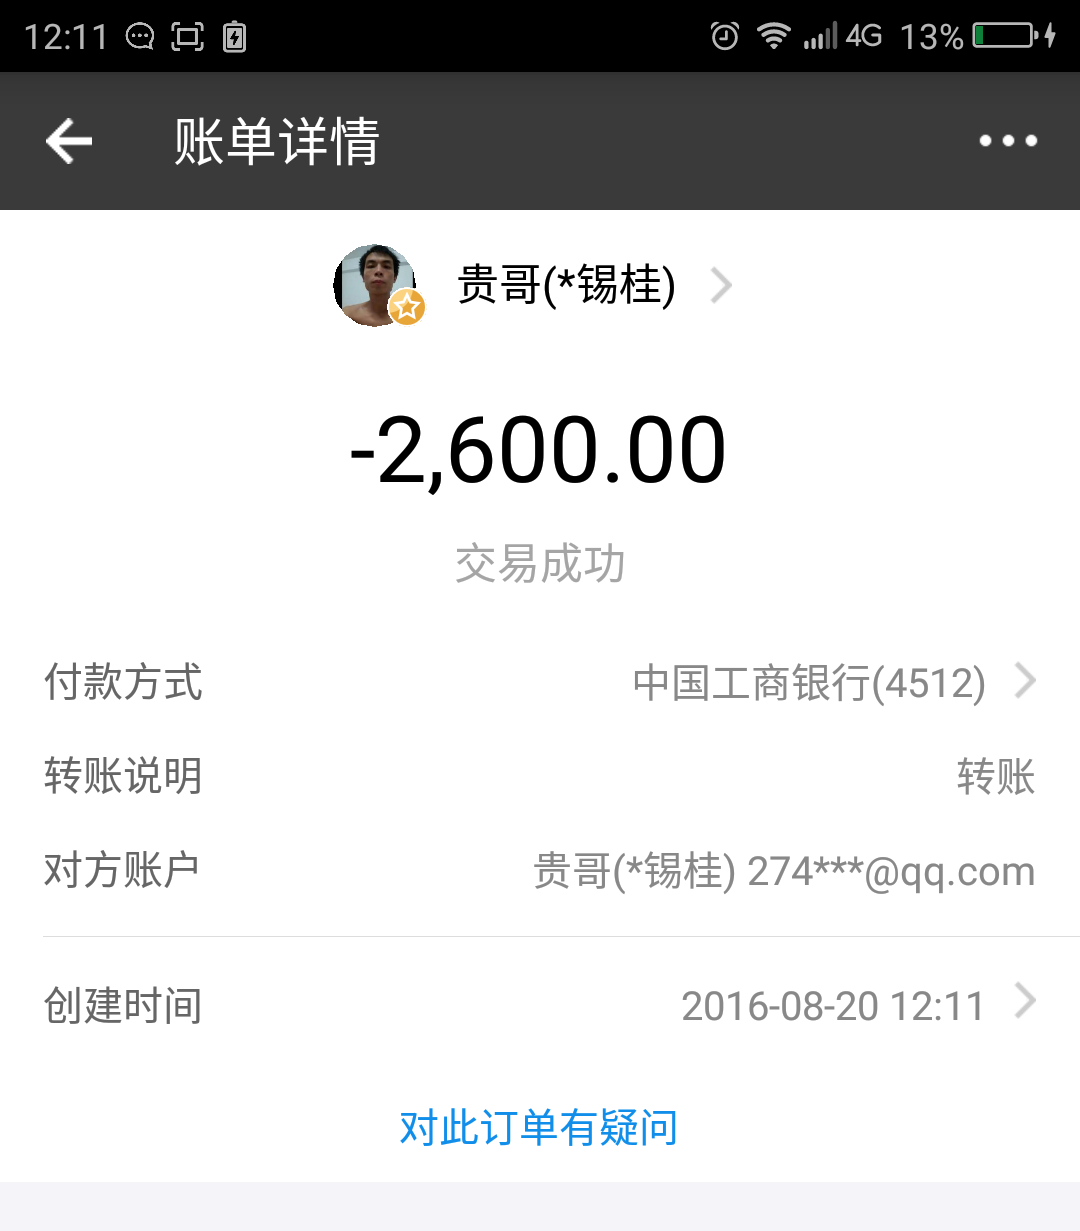 12:11 4G 13%
账单详情
贵哥(*锡桂)
-2,600.00
交易成功
付款方式 中国工商银行(4512)
转账说明 转账
对方账户 贵哥(*锡桂) 274***@qq.com
创建时间 2016-08-20 12:11
对此订单有疑问